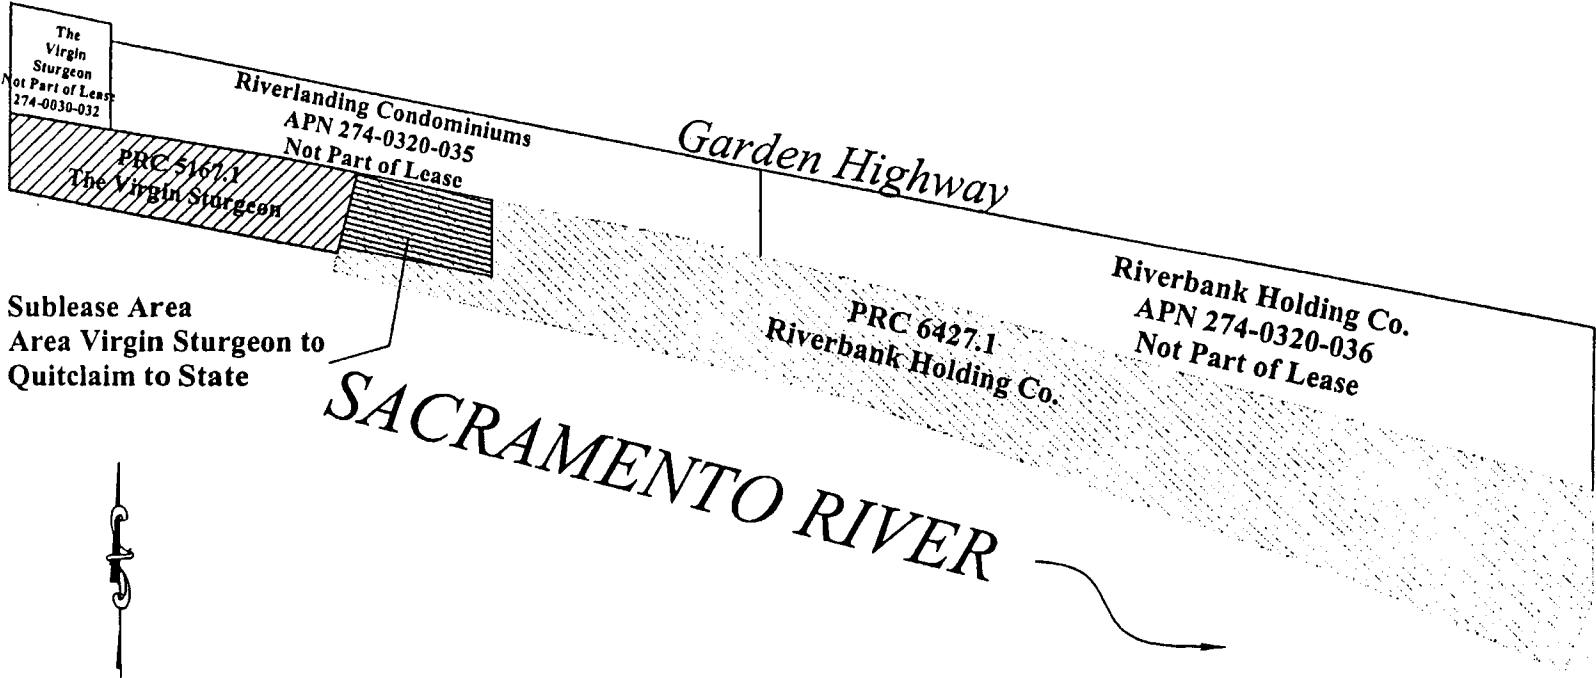 The
Virgin
Sturgeon
Not Part of Lease
274-0030-032
Riverlanding Condominiums
APN 274-0320-035
Not Part of Lease
Garden Highway
PRC 5167.1
The Virgin Sturgeon
Riverbank Holding Co.
APN 274-0320-036
Not Part of Lease
PRC 6427.1
Riverbank Holding Co.
Sublease Area
Area Virgin Sturgeon to
Quitclaim to State
SACRAMENTO RIVER